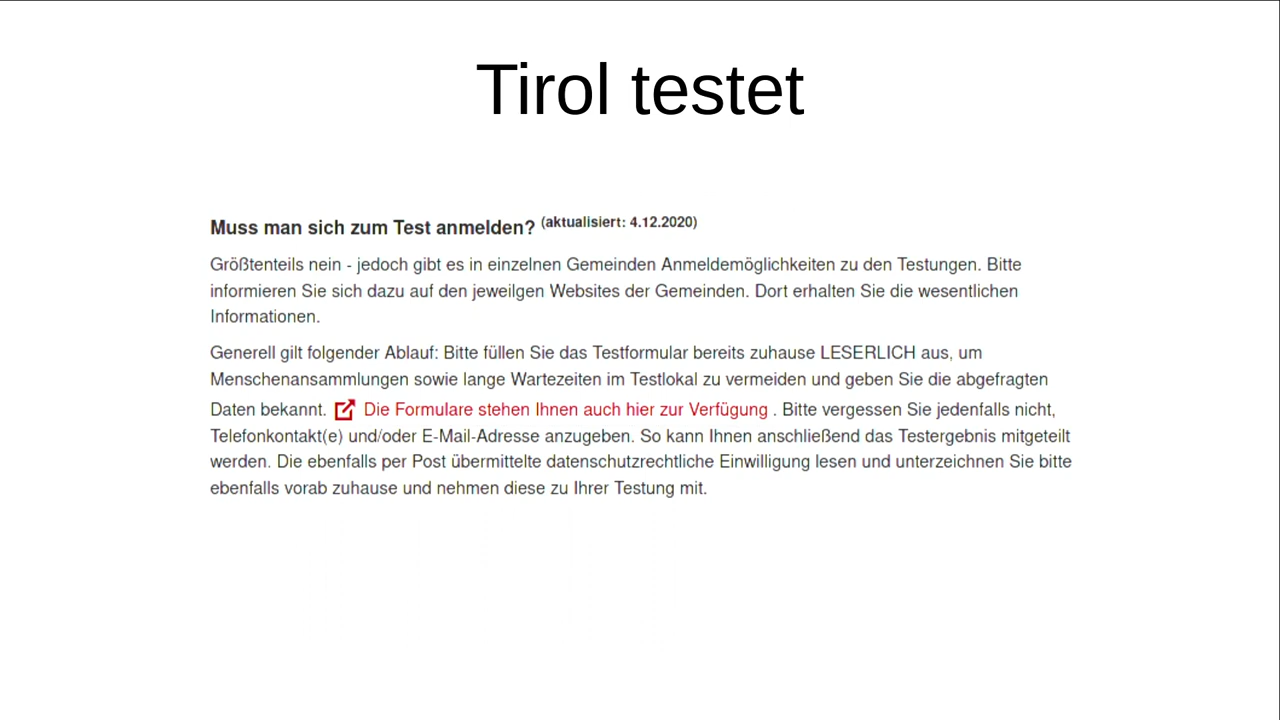 Tirol testet
Muss man sich zum Test anmelden? (aktualisiert: 4.12.2020)
Größtenteils nein - jedoch gibt es in einzelnen Gemeinden Anmeldemöglichkeiten zu den Testungen. Bitte
informieren Sie sich dazu auf den jeweilgen Websites der Gemeinden. Dort erhalten Sie die wesentlichen
Informationen.
Generell gilt folgender Ablauf: Bitte füllen Sie das Testformular bereits zuhause LESERLICH aus, um
Menschenansammlungen sowie lange Wartezeiten im Testlokal zu vermeiden und geben Sie die abgefragten
Daten bekannt. Die Formulare stehen Ihnen auch hier zur Verfügung . Bitte vergessen Sie jedenfalls nicht,
Telefonkontakt(e) und/oder E-Mail-Adresse anzugeben. So kann Ihnen anschließend das Testergebnis mitgeteilt
werden. Die ebenfalls per Post übermittelte datenschutzrechtliche Einwilligung lesen und unterzeichnen Sie bitte
ebenfalls vorab zuhause und nehmen diese zu Ihrer Testung mit.